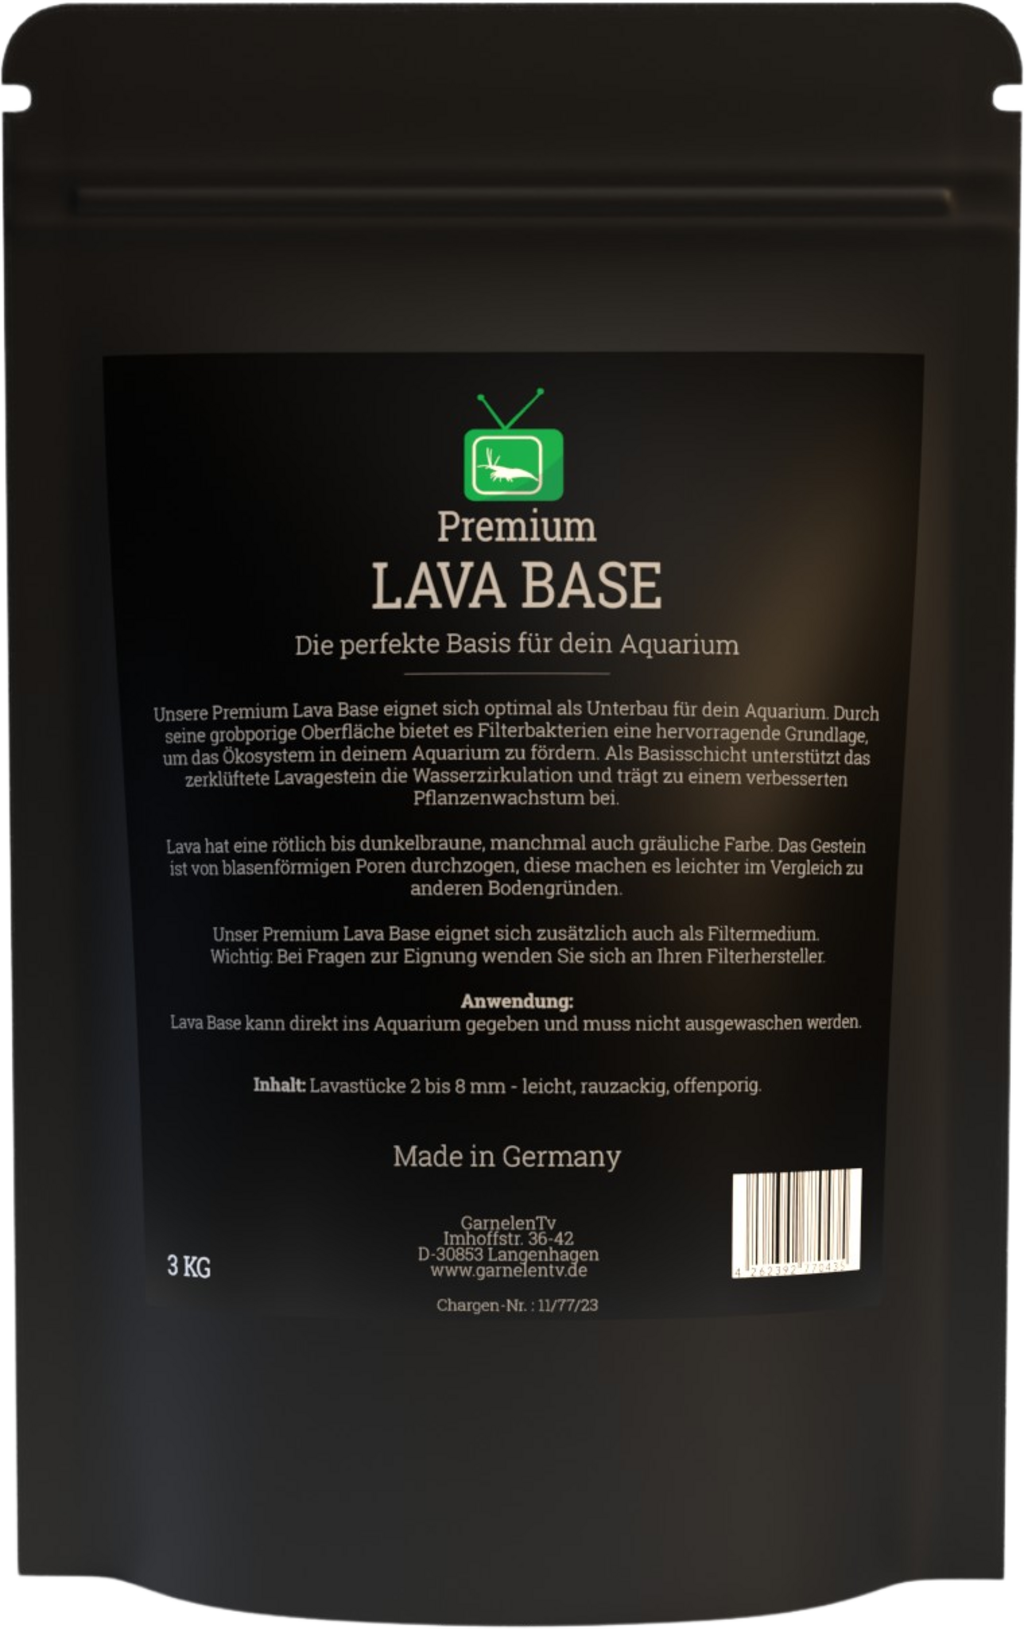 Premium
LAVA BASE
Die perfekte Basis für dein Aquarium
Unsere Premium Lava Base eignet sich optimal als Unterbau für dein Aquarium. Durch
seine grobporige Oberfläche bietet es Filterbakterien eine hervorragende Grundlage,
um das Ökosystem in deinem Aquarium zu fördern. Als Basisschicht unterstützt das
zerklüftete Lavagestein die Wasserzirkulation und trägt zu einem verbesserten
Pflanzenwachstum bei.
Lava hat eine rötlich bis dunkelbraune, manchmal auch gräuliche Farbe. Das Gestein
ist von blasenförmigen Poren durchzogen, diese machen es leichter im Vergleich zu
anderen Bodengründen.
Unser Premium Lava Base eignet sich zusätzlich auch als Filtermedium.
Wichtig: Bei Fragen zur Eignung wenden Sie sich an Ihren Filterhersteller.
Anwendung:
Lava Base kann direkt ins Aquarium gegeben und muss nicht ausgewaschen werden.
Inhalt: Lavastücke 2 bis 8 mm - leicht, rauzackig, offenporig.
Made in Germany
GarnelenTv
Imhoffstr. 36-42
D-30853 Langenhagen
www.garnelentv.de
3 KG
4 262392 770435
Chargen-Nr. : 11/77/23